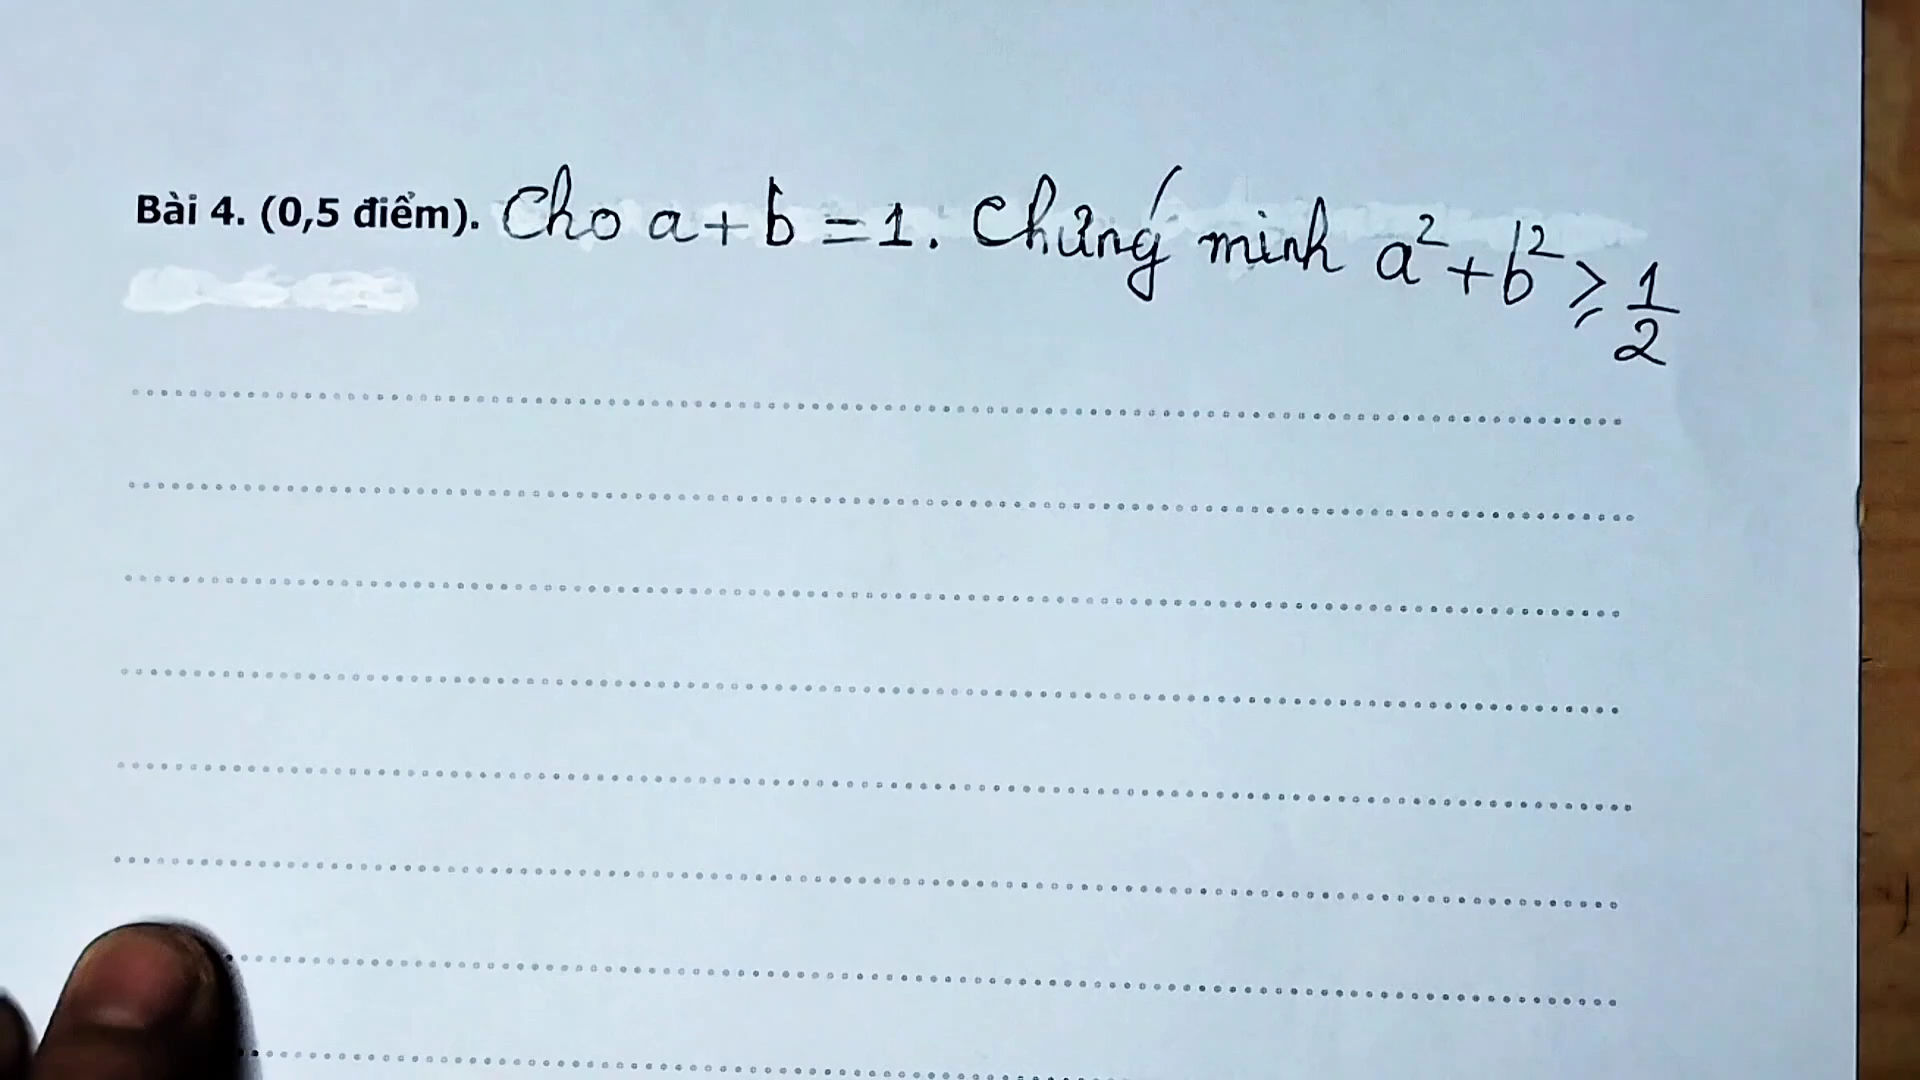 Bài 4. (0,5 điểm). Cho a + b = 1. Chứng minh a² + b² ⩾ 1/2